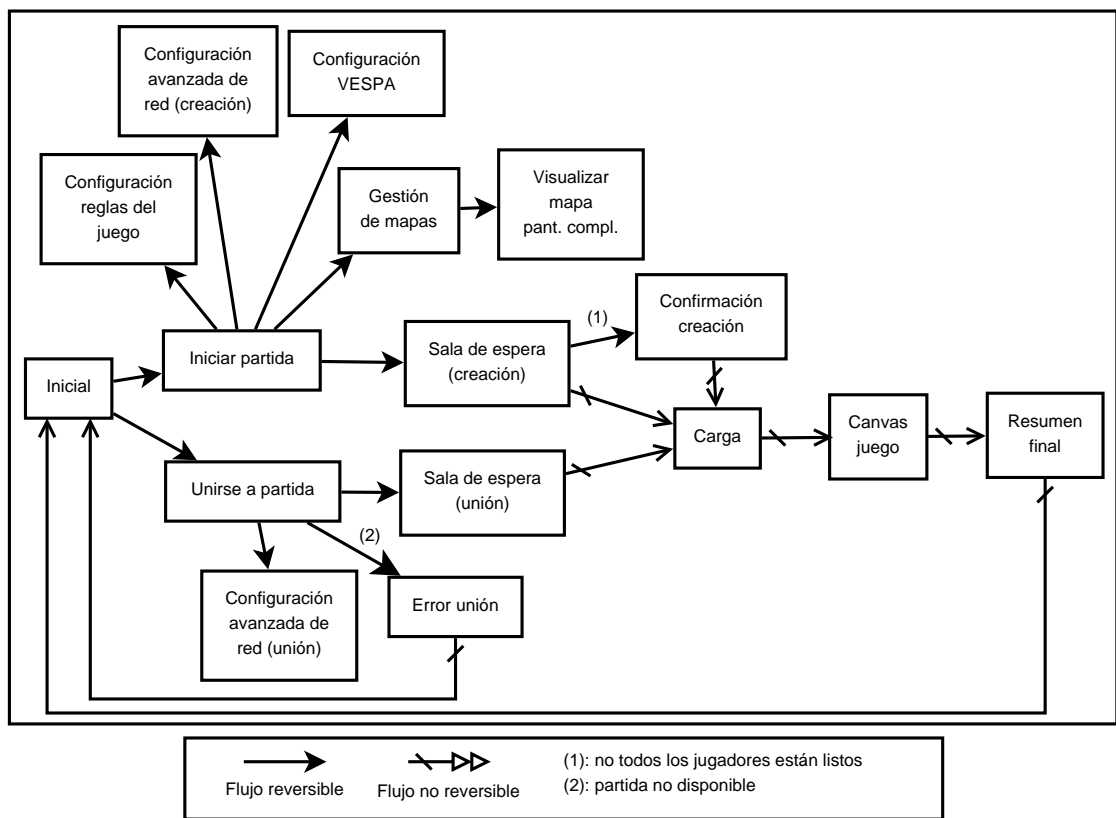 Configuración
avanzada de
red (creación)
Configuración
VESPA
Configuración
reglas del
juego
Gestión
de mapas
Visualizar
mapa
pant. compl.
Confirmación
creación
(1)
Iniciar partida
Sala de espera
(creación)
Inicial
Carga
Canvas
juego
Resumen
final
Unirse a partida
Sala de espera
(unión)
(2)
Configuración
avanzada de
red (unión)
Error unión
Flujo reversible
Flujo no reversible
(1): no todos los jugadores están listos
(2): partida no disponible